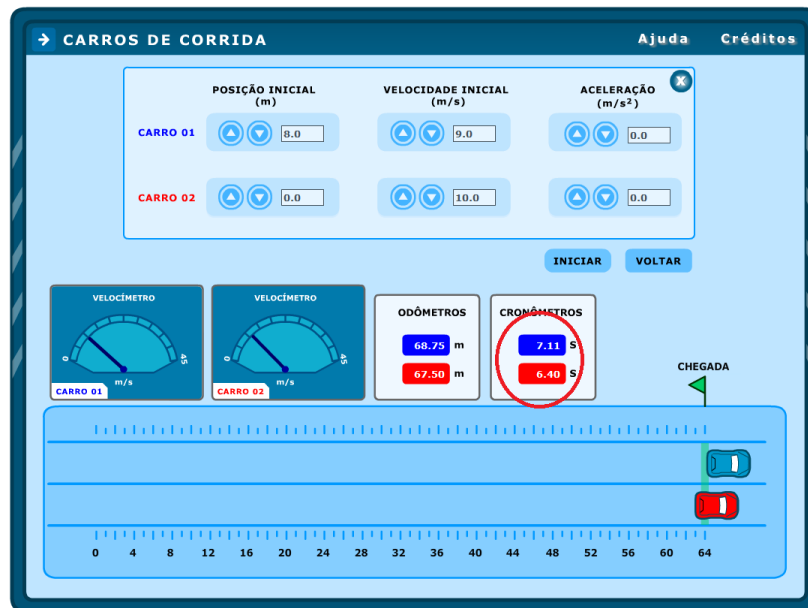 CARROS DE CORRIDA Ajuda Créditos
POSIÇÃO INICIAL (m) VELOCIDADE INICIAL (m/s) ACELERAÇÃO (m/s²) X
CARRO 01 8.0 9.0 0.0
CARRO 02 0.0 10.0 0.0
INICIAR VOLTAR
VELOCÍMETRO VELOCÍMETRO ODÔMETROS CRONÔMETROS
0 45 0 45 68.75 m 7.11 S
m/s m/s 67.50 m 6.40 S
CARRO 01 CARRO 02
CHEGADA
0 4 8 12 16 20 24 28 32 36 40 44 48 52 56 60 64